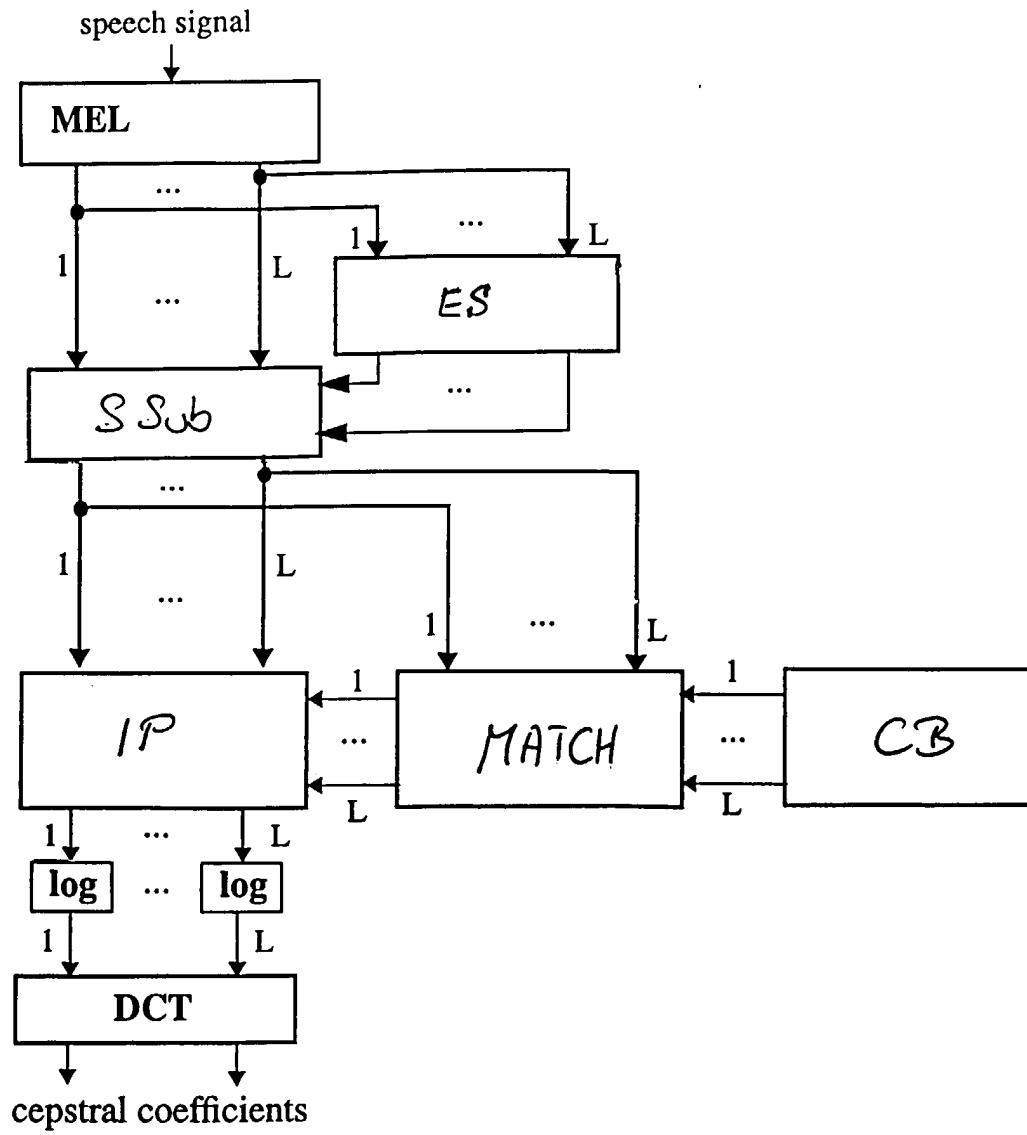 speech signal
MEL
... ...
1 L 1 L
...
ES
...
S Sub
...
1 L
... ...
1 L
1 1
IP ... MATCH ... CB
L L
1 ... L
log ... log
1 L
DCT
cepstral coefficients